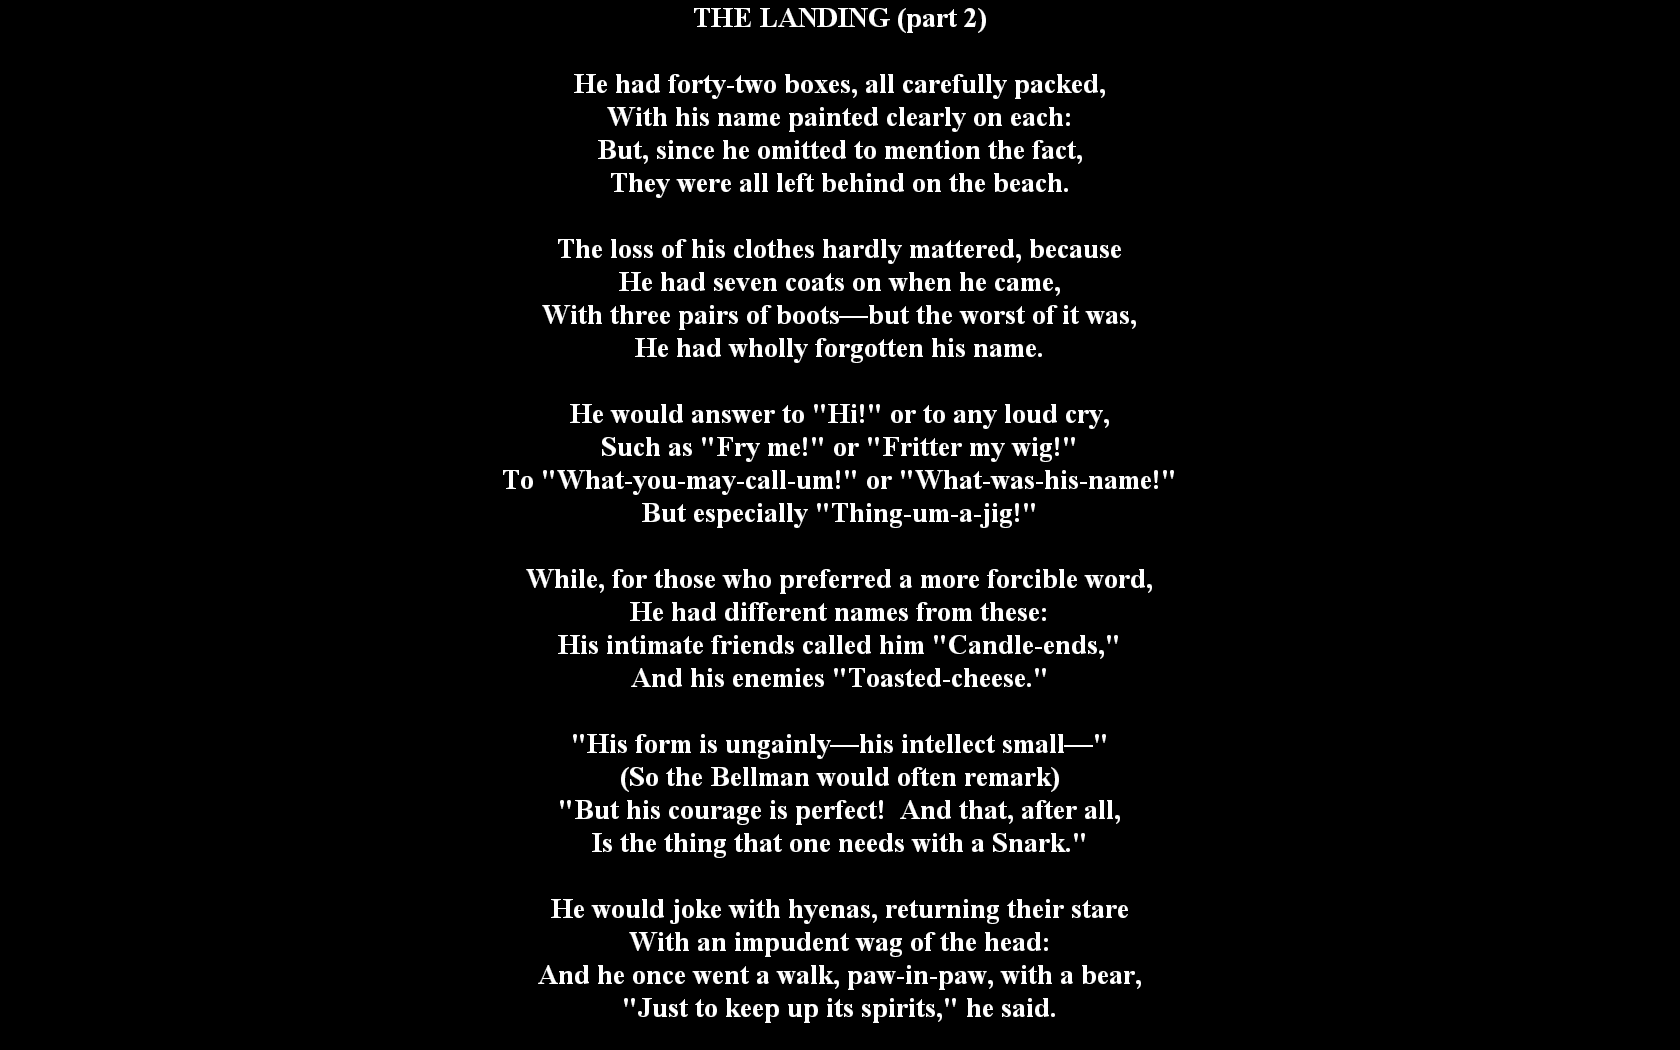 THE LANDING (part 2)
He had forty-two boxes, all carefully packed,
With his name painted clearly on each:
But, since he omitted to mention the fact,
They were all left behind on the beach.
The loss of his clothes hardly mattered, because
He had seven coats on when he came,
With three pairs of boots—but the worst of it was,
He had wholly forgotten his name.
He would answer to "Hi!" or to any loud cry,
Such as "Fry me!" or "Fritter my wig!"
To "What-you-may-call-um!" or "What-was-his-name!"
But especially "Thing-um-a-jig!"
While, for those who preferred a more forcible word,
He had different names from these:
His intimate friends called him "Candle-ends,"
And his enemies "Toasted-cheese."
"His form is ungainly—his intellect small—"
(So the Bellman would often remark)
"But his courage is perfect!  And that, after all,
Is the thing that one needs with a Snark."
He would joke with hyenas, returning their stare
With an impudent wag of the head:
And he once went a walk, paw-in-paw, with a bear,
"Just to keep up its spirits," he said.